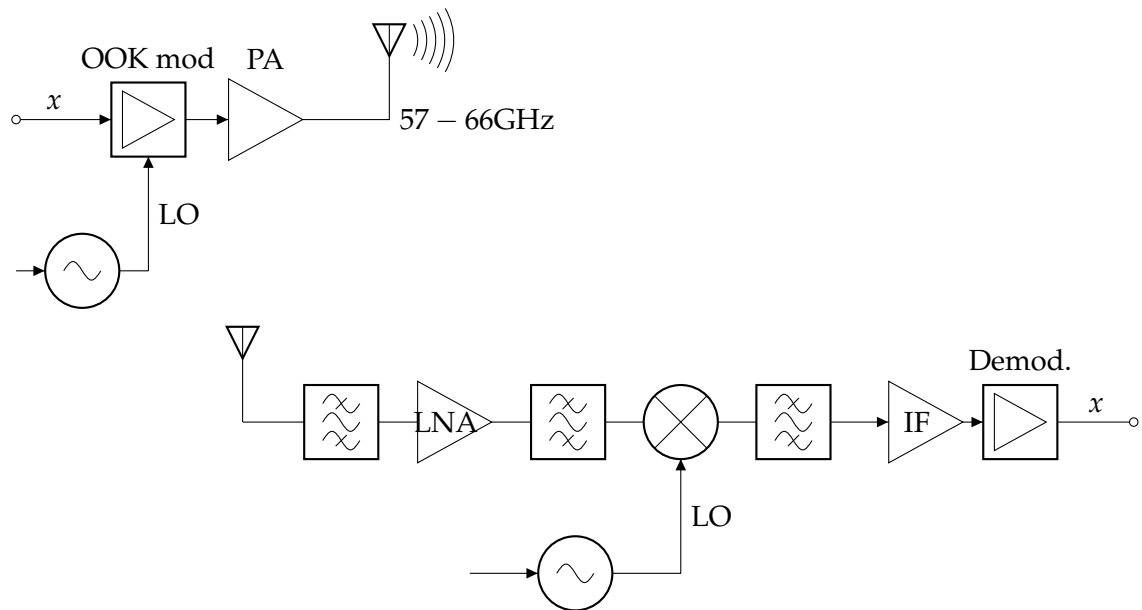 OOK mod
PA
x
57 – 66GHz
LO
Demod.
LNA
IF
x
LO